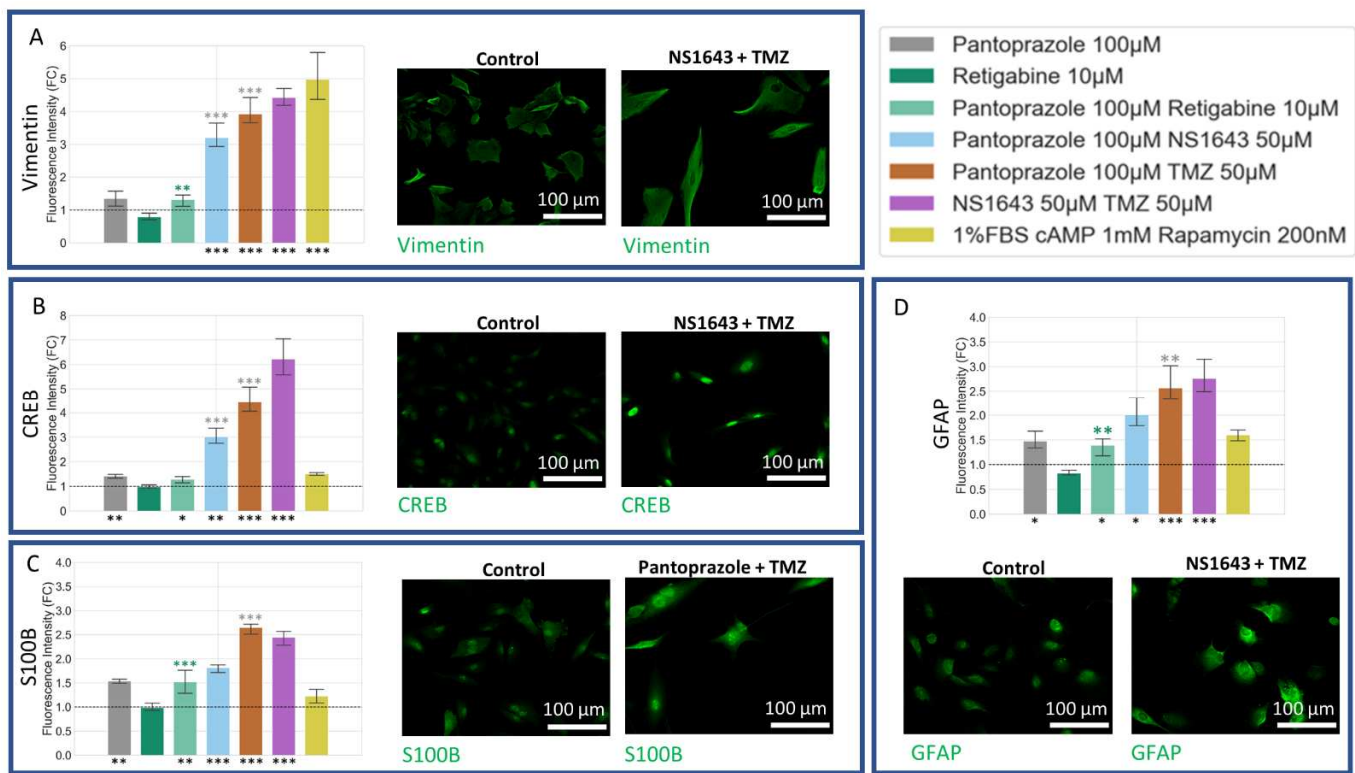 A
Vimentin
Fluorescence Intensity (FC)
6
5
4
3
2
1
0
***
***
**
*** *** *** ***
Control
NS1643 + TMZ
100 µm
100 µm
Vimentin
Vimentin
Pantoprazole 100µM
Retigabine 10µM
Pantoprazole 100µM Retigabine 10µM
Pantoprazole 100µM NS1643 50µM
Pantoprazole 100µM TMZ 50µM
NS1643 50µM TMZ 50µM
1%FBS cAMP 1mM Rapamycin 200nM
B
CREB
Fluorescence Intensity (FC)
8
7
6
5
4
3
2
1
0
***
***
** * ** *** ***
Control
NS1643 + TMZ
100 µm
100 µm
CREB
CREB
C
S100B
Fluorescence Intensity (FC)
4.0
3.5
3.0
2.5
2.0
1.5
1.0
0.5
0.0
***
***
** ** *** *** ***
Control
Pantoprazole + TMZ
100 µm
100 µm
S100B
S100B
D
GFAP
Fluorescence Intensity (FC)
4.0
3.5
3.0
2.5
2.0
1.5
1.0
0.5
0.0
**
**
* * * *** ***
Control
NS1643 + TMZ
100 µm
100 µm
GFAP
GFAP